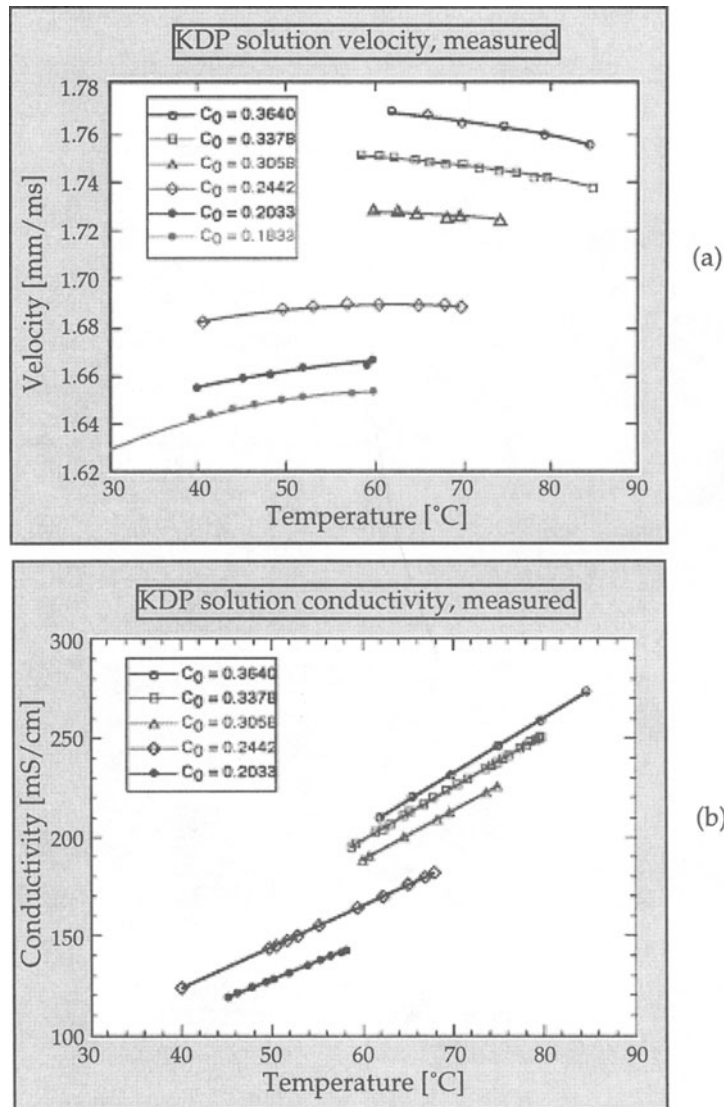 KDP solution velocity, measured
1.78
1.76
1.74
1.72
1.70
1.68
1.66
1.64
1.62
Velocity [mm/ms]
C0 = 0.3640
C0 = 0.3378
C0 = 0.3058
C0 = 0.2442
C0 = 0.2033
C0 = 0.1833
30 40 50 60 70 80 90
Temperature [°C]
(a)
KDP solution conductivity, measured
300
250
200
150
100
Conductivity [mS/cm]
C0 = 0.3640
C0 = 0.3378
C0 = 0.3058
C0 = 0.2442
C0 = 0.2033
30 40 50 60 70 80 90
Temperature [°C]
(b)